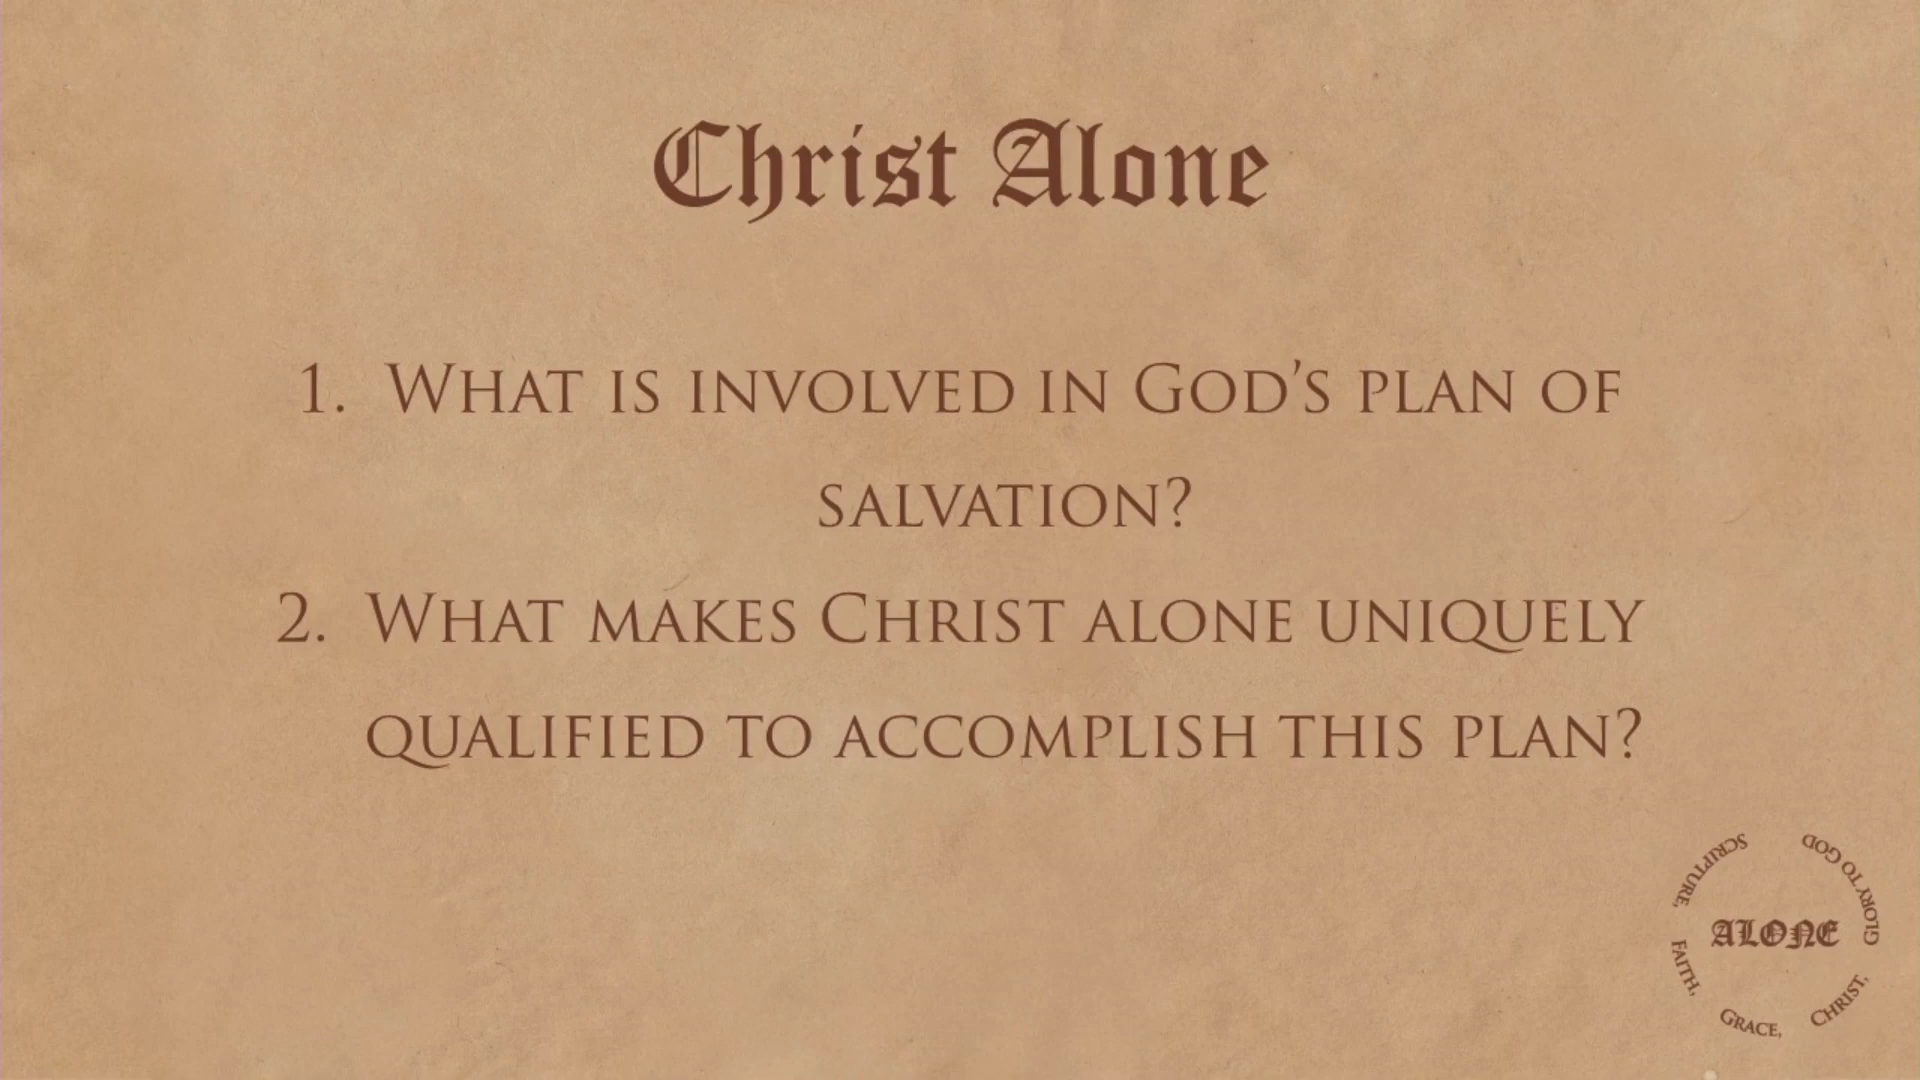 Christ Alone
1. What is involved in God's plan of
salvation?
2. What makes Christ alone uniquely
qualified to accomplish this plan?
Scripture,
Faith,
Grace,
Christ,
Glory to God
ALONE